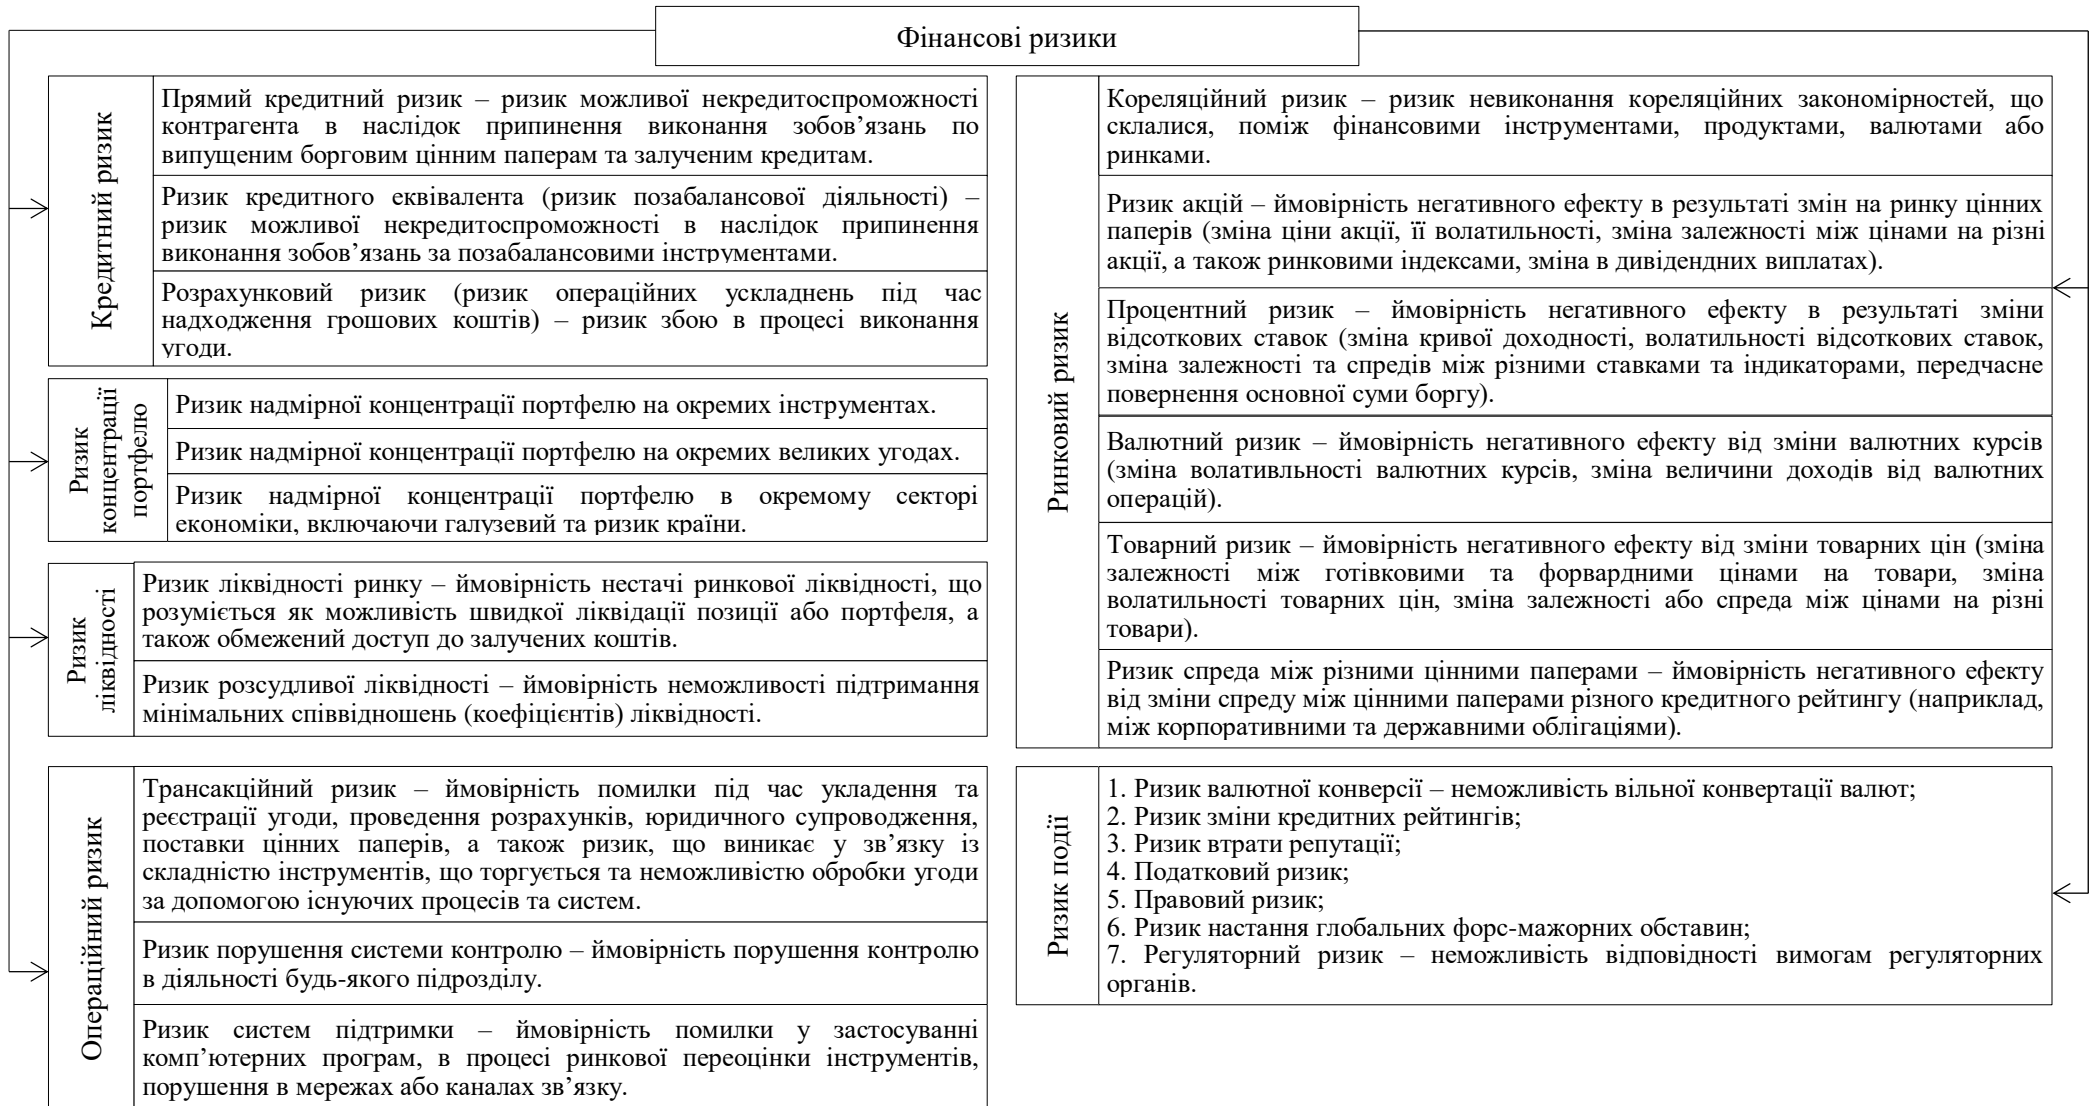 Фінансові ризики
Кредитний ризик
Прямий кредитний ризик – ризик можливої некредитоспроможності
контрагента в наслідок припинення виконання зобов’язань по
випущеним борговим цінним паперам та залученим кредитам.
Ризик кредитного еквівалента (ризик позабалансової діяльності) –
ризик можливої некредитоспроможності в наслідок припинення
виконання зобов’язань за позабалансовими інструментами.
Розрахунковий ризик (ризик операційних ускладнень під час
надходження грошових коштів) – ризик збою в процесі виконання
угоди.
Ризик
концентрації
портфелю
Ризик надмірної концентрації портфелю на окремих інструментах.
Ризик надмірної концентрації портфелю на окремих великих угодах.
Ризик надмірної концентрації портфелю в окремому секторі
економіки, включаючи галузевий та ризик країни.
Ризик
ліквідності
Ризик ліквідності ринку – ймовірність нестачі ринкової ліквідності, що
розуміється як можливість швидкої ліквідації позиції або портфеля, а
також обмежений доступ до залучених коштів.
Ризик розсудливої ліквідності – ймовірність неможливості підтримання
мінімальних співвідношень (коефіцієнтів) ліквідності.
Операційний ризик
Трансакційний ризик – ймовірність помилки під час укладення та
реєстрації угоди, проведення розрахунків, юридичного супроводження,
поставки цінних паперів, а також ризик, що виникає у зв’язку із
складністю інструментів, що торгується та неможливістю обробки угоди
за допомогою існуючих процесів та систем.
Ризик порушення системи контролю – ймовірність порушення контролю
в діяльності будь-якого підрозділу.
Ризик систем підтримки – ймовірність помилки у застосуванні
комп’ютерних програм, в процесі ринкової переоцінки інструментів,
порушення в мережах або каналах зв’язку.
Ринковий ризик
Кореляційний ризик – ризик невиконання кореляційних закономірностей, що
склалися, поміж фінансовими інструментами, продуктами, валютами або
ринками.
Ризик акцій – ймовірність негативного ефекту в результаті змін на ринку цінних
паперів (зміна ціни акції, її волатильності, зміна залежності між цінами на різні
акції, а також ринковими індексами, зміна в дивідендних виплатах).
Процентний ризик – ймовірність негативного ефекту в результаті зміни
відсоткових ставок (зміна кривої доходності, волатильності відсоткових ставок,
зміна залежності та спредів між різними ставками та індикаторами, передчасне
повернення основної суми боргу).
Валютний ризик – ймовірність негативного ефекту від зміни валютних курсів
(зміна волативльності валютних курсів, зміна величини доходів від валютних
операцій).
Товарний ризик – ймовірність негативного ефекту від зміни товарних цін (зміна
залежності між готівковими та форвардними цінами на товари, зміна
волатильності товарних цін, зміна залежності або спреда між цінами на різні
товари).
Ризик спреда між різними цінними паперами – ймовірність негативного ефекту
від зміни спреду між цінними паперами різного кредитного рейтингу (наприклад,
між корпоративними та державними облігаціями).
Ризик події
1. Ризик валютної конверсії – неможливість вільної конвертації валют;
2. Ризик зміни кредитних рейтингів;
3. Ризик втрати репутації;
4. Податковий ризик;
5. Правовий ризик;
6. Ризик настання глобальних форс-мажорних обставин;
7. Регуляторний ризик – неможливість відповідності вимогам регуляторних
органів.